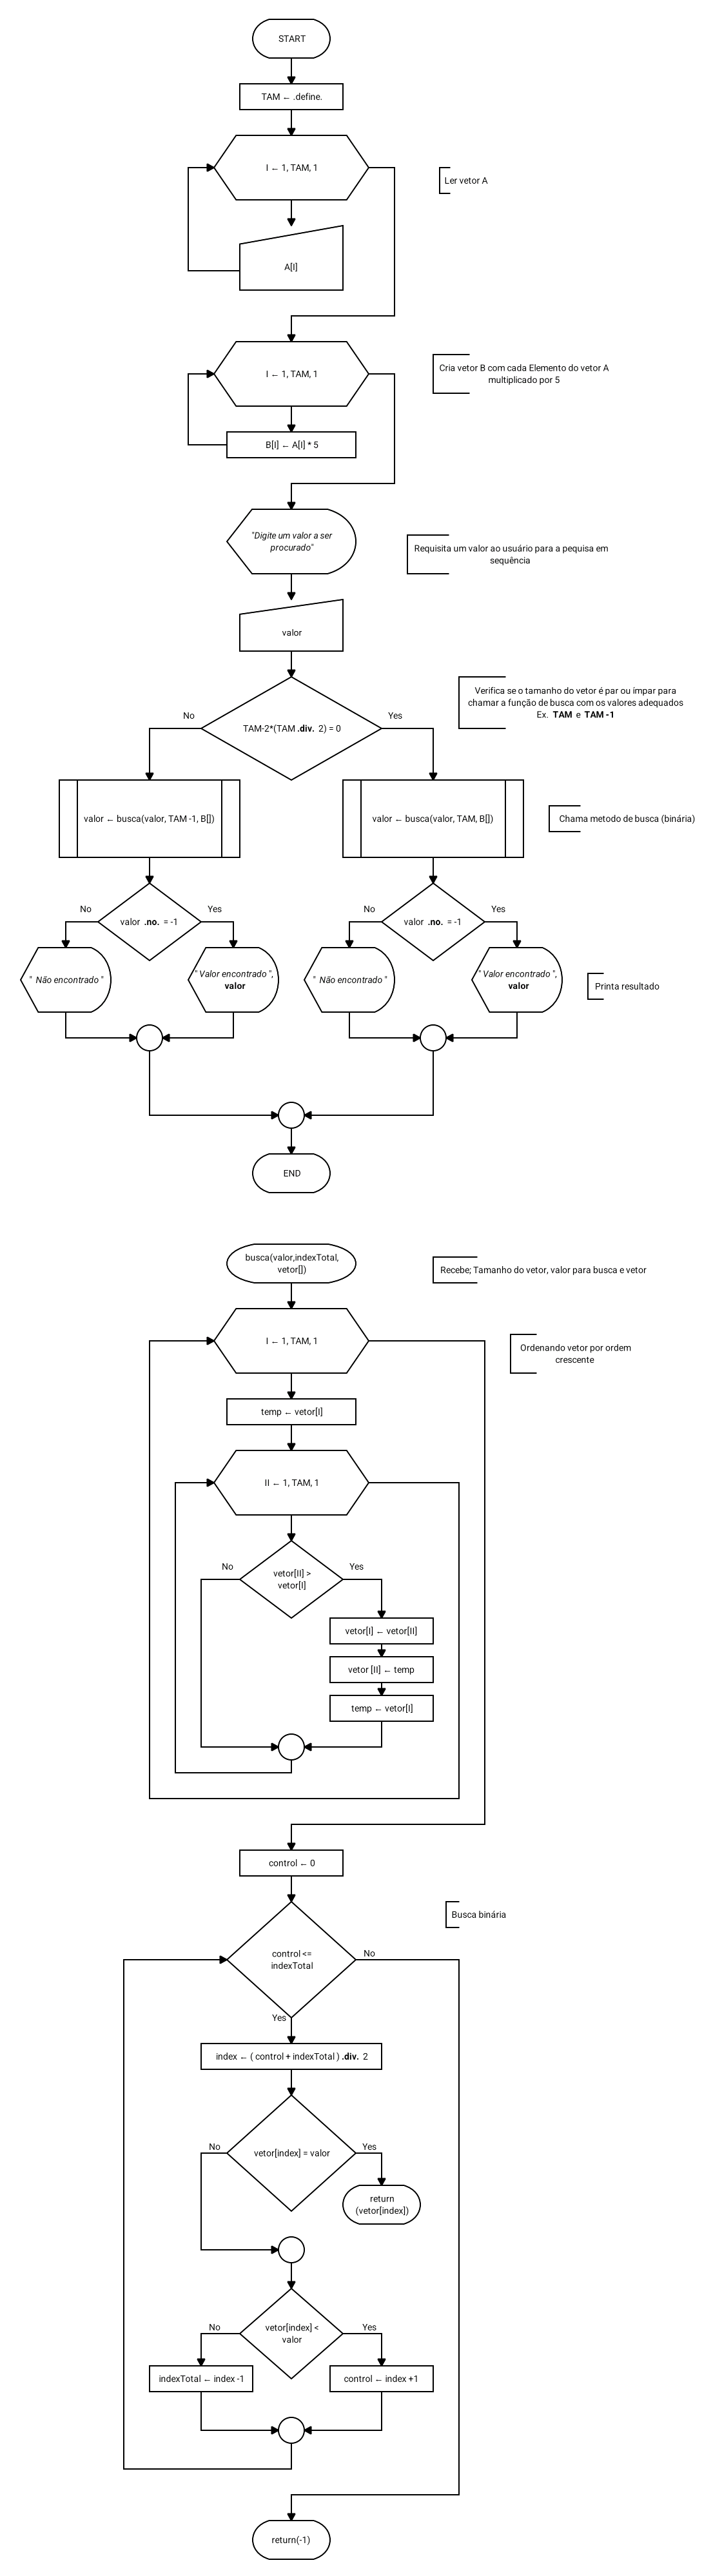 START
TAM ← .define.
I ← 1, TAM, 1
Ler vetor A
A[I]
I ← 1, TAM, 1
Cria vetor B com cada Elemento do vetor A
multiplicado por 5
B[I] ← A[I] * 5
"Digite um valor a ser
procurado"
Requisita um valor ao usuário para a pequisa em
sequência
valor
Verifica se o tamanho do vetor é par ou impar para
chamar a função de busca com os valores adequados
Ex. TAM e TAM -1
No
Yes
TAM-2*(TAM .div. 2) = 0
valor ← busca(valor, TAM -1, B[])
valor ← busca(valor, TAM, B[])
Chama metodo de busca (binária)
No
Yes
No
Yes
valor .no. = -1
valor .no. = -1
" Não encontrado "
" Valor encontrado ",
valor
" Não encontrado "
" Valor encontrado ",
valor
Printa resultado
END
busca(valor,indexTotal,
vetor[])
Recebe; Tamanho do vetor, valor para busca e vetor
I ← 1, TAM, 1
Ordenando vetor por ordem
crescente
temp ← vetor[I]
II ← 1, TAM, 1
No
Yes
vetor[II] >
vetor[I]
vetor[I] ← vetor[II]
vetor [II] ← temp
temp ← vetor[I]
control ← 0
Busca binária
control <=
indexTotal
No
Yes
index ← ( control + indexTotal ) .div. 2
No
Yes
vetor[index] = valor
return
(vetor[index])
No
Yes
vetor[index] <
valor
indexTotal ← index -1
control ← index +1
return(-1)